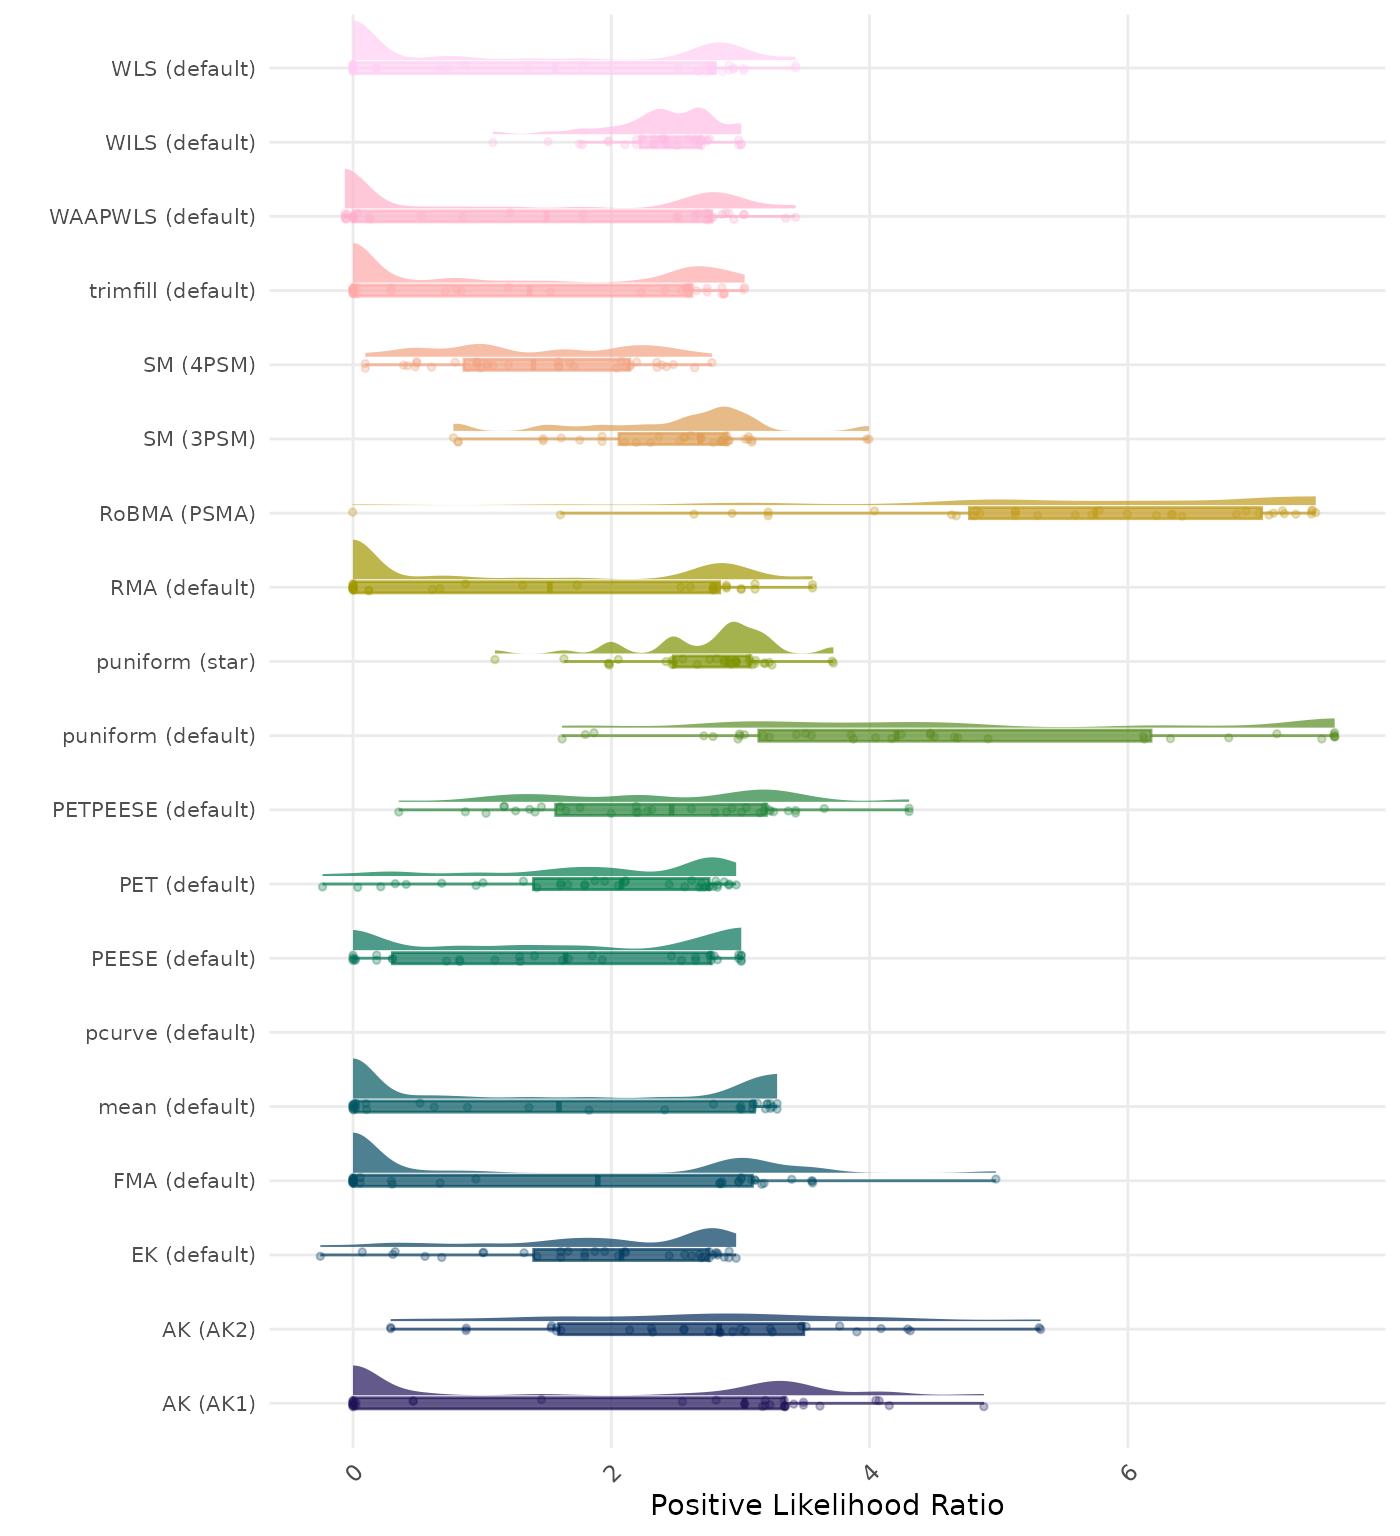 WLS (default)
WILS (default)
WAAPWLS (default)
trimfill (default)
SM (4PSM)
SM (3PSM)
RoBMA (PSMA)
RMA (default)
puniform (star)
puniform (default)
PETPEESE (default)
PET (default)
PEESE (default)
pcurve (default)
mean (default)
FMA (default)
EK (default)
AK (AK2)
AK (AK1)
0 2 4 6
Positive Likelihood Ratio